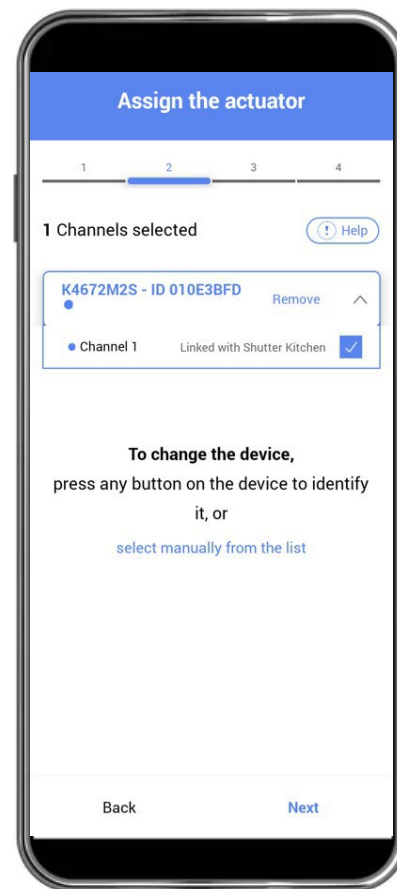 Assign the actuator
1 2 3 4
1 Channels selected
! Help
K4672M2S - ID 010E3BFD
Remove
Channel 1 Linked with Shutter Kitchen
To change the device,
press any button on the device to identify
it, or
select manually from the list
Back Next